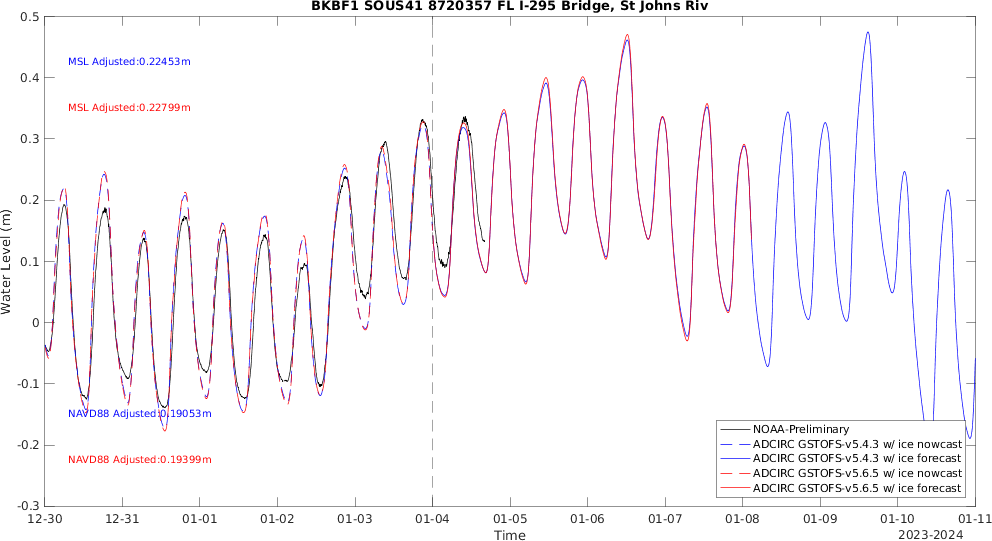 BKBF1 SOUS41 8720357 FL I-295 Bridge, St Johns Riv
0.5
0.4
0.3
0.2
0.1
0
-0.1
-0.2
-0.3
Water Level (m)
MSL Adjusted:0.22453m
MSL Adjusted:0.22799m
NAVD88 Adjusted:0.19053m
NAVD88 Adjusted:0.19399m
NOAA-Preliminary
ADCIRC GSTOFS-v5.4.3 w/ ice nowcast
ADCIRC GSTOFS-v5.4.3 w/ ice forecast
ADCIRC GSTOFS-v5.6.5 w/ ice nowcast
ADCIRC GSTOFS-v5.6.5 w/ ice forecast
12-30 12-31 01-01 01-02 01-03 01-04 01-05 01-06 01-07 01-08 01-09 01-10 01-11
Time
2023-2024